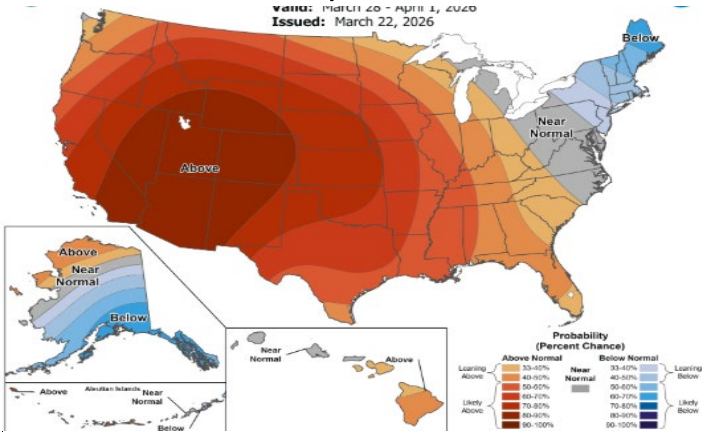 Valid: March 28 - April 1, 2026
Issued: March 22, 2026
Below
Near
Normal
Above
Above
Near
Normal
Below
Near
Normal
Above
Above
Aleutian Islands
Near
Normal
Below
Probability
(Percent Chance)
Above Normal
Below Normal
Leaning
Above
33-40%
40-50%
Near
Normal
33-40%
40-50%
Leaning
Below
Likely
Above
50-60%
60-70%
70-80%
80-90%
90-100%
50-60%
60-70%
70-80%
80-90%
90-100%
Likely
Below